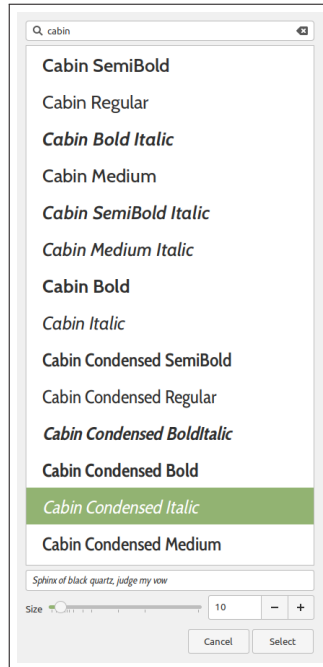 cabin
Cabin SemiBold
Cabin Regular
Cabin Bold Italic
Cabin Medium
Cabin SemiBold Italic
Cabin Medium Italic
Cabin Bold
Cabin Italic
Cabin Condensed SemiBold
Cabin Condensed Regular
Cabin Condensed BoldItalic
Cabin Condensed Bold
Cabin Condensed Italic
Cabin Condensed Medium
Sphinx of black quartz, judge my vow
Size 10 − +
Cancel Select